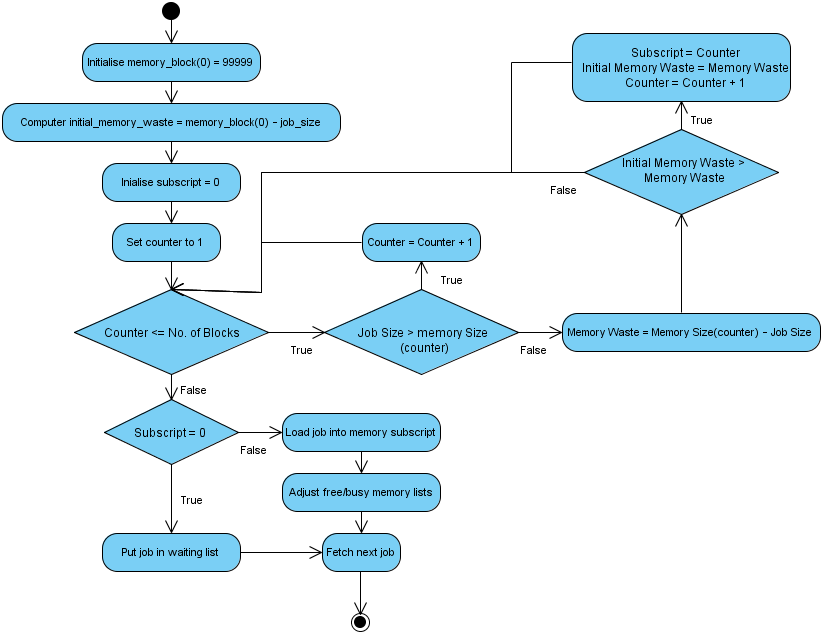 Initialise memory_block(0) = 99999
Computer initial_memory_waste = memory_block(0) - job_size
Inialise subscript = 0
Set counter to 1
Subscript = Counter
Initial Memory Waste = Memory Waste
Counter = Counter + 1
True
Initial Memory Waste >
Memory Waste
False
Counter = Counter + 1
True
Counter <= No. of Blocks
True
Job Size > memory Size
(counter)
False
Memory Waste = Memory Size(counter) - Job Size
False
Subscript = 0
False
Load job into memory subscript
Adjust free/busy memory lists
True
Put job in waiting list
Fetch next job